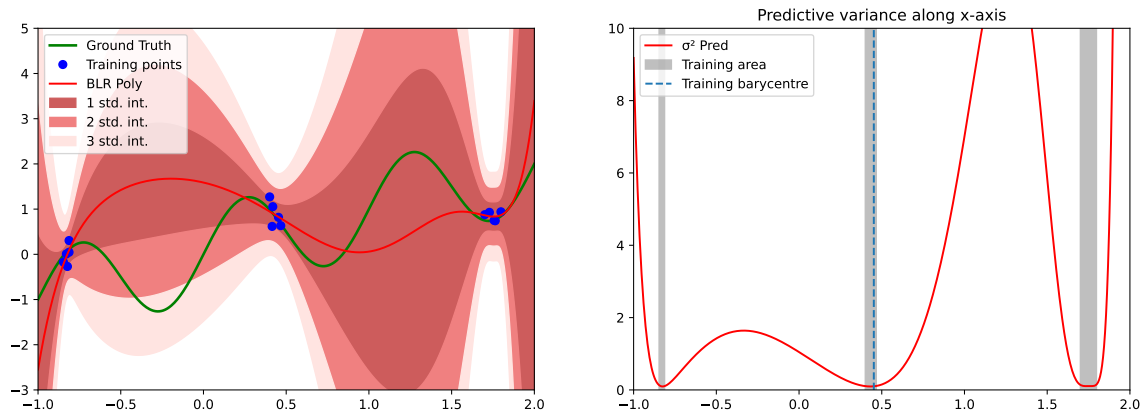 Ground Truth
Training points
BLR Poly
1 std. int.
2 std. int.
3 std. int.
5
4
3
2
1
0
−1
−2
−3
−1.0 −0.5 0.0 0.5 1.0 1.5 2.0
Predictive variance along x-axis
σ² Pred
Training area
Training barycentre
10
8
6
4
2
0
−1.0 −0.5 0.0 0.5 1.0 1.5 2.0